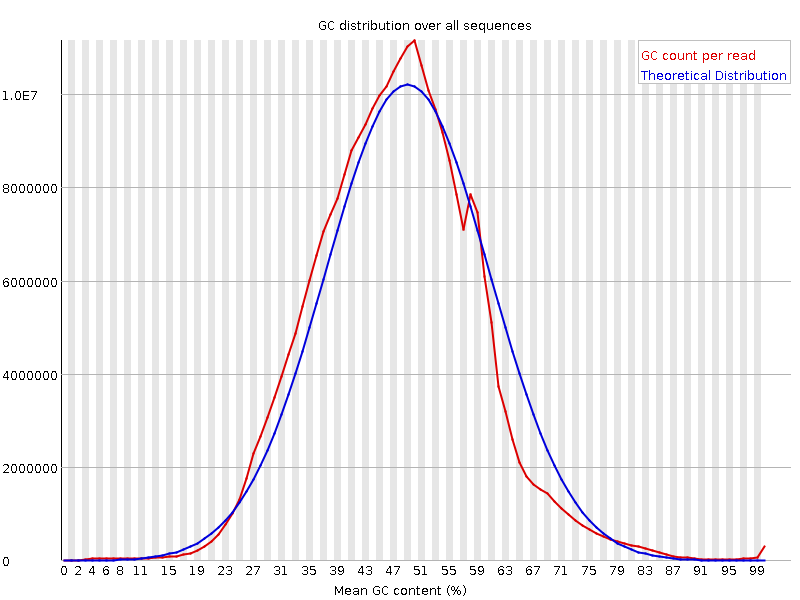 GC distribution over all sequences
GC count per read
Theoretical Distribution
1.0E7
8000000
6000000
4000000
2000000
0
0 2 4 6 8 11 15 19 23 27 31 35 39 43 47 51 55 59 63 67 71 75 79 83 87 91 95 99
Mean GC content (%)